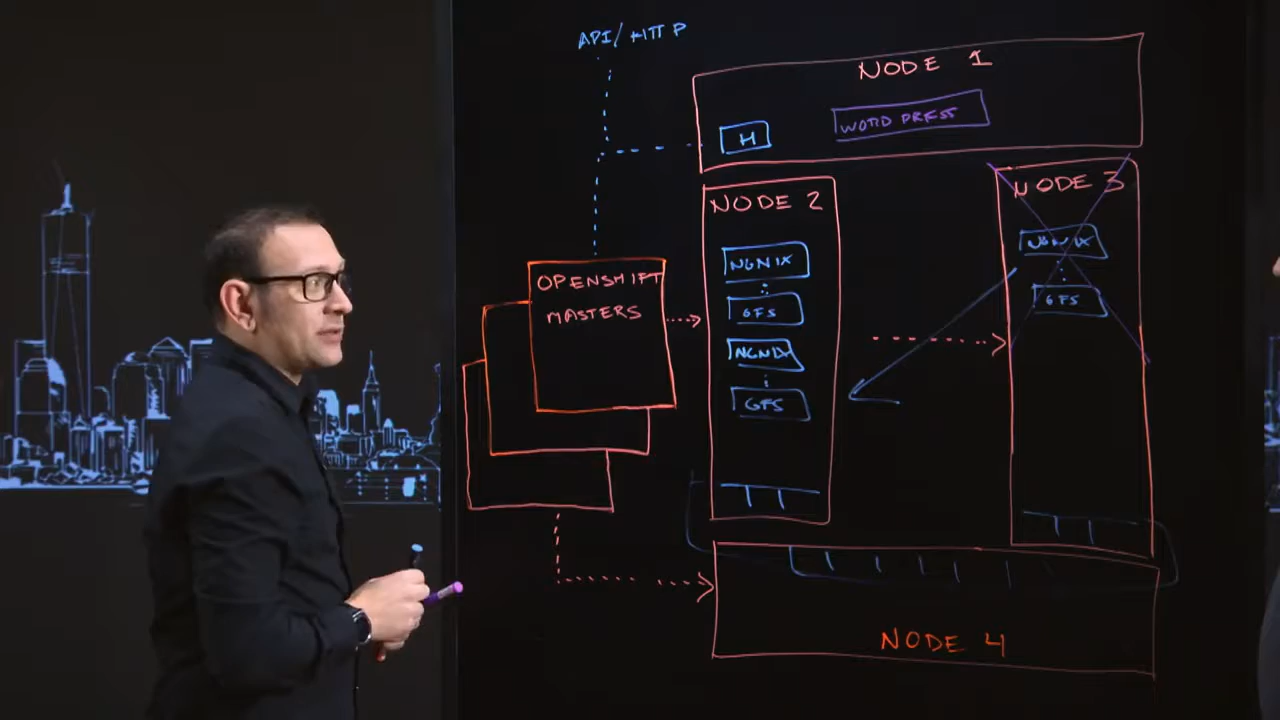 API/HTTP
NODE 1
WORD PRESS
H
NODE 2
NGNIX
GFS
NGNIX
GFS
NODE 3
NGNIX
GFS
OPENSHIFT
MASTERS
NODE 4